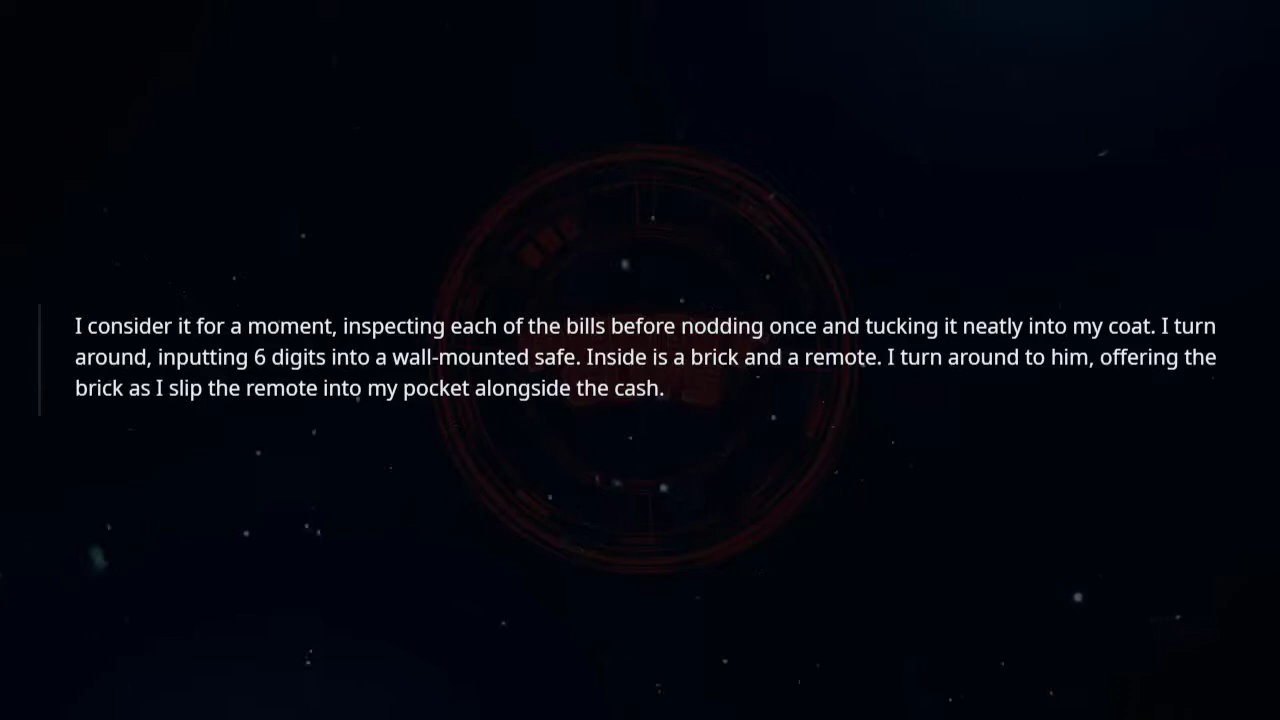 I consider it for a moment, inspecting each of the bills before nodding once and tucking it neatly into my coat. I turn
around, inputting 6 digits into a wall-mounted safe. Inside is a brick and a remote. I turn around to him, offering the
brick as I slip the remote into my pocket alongside the cash.